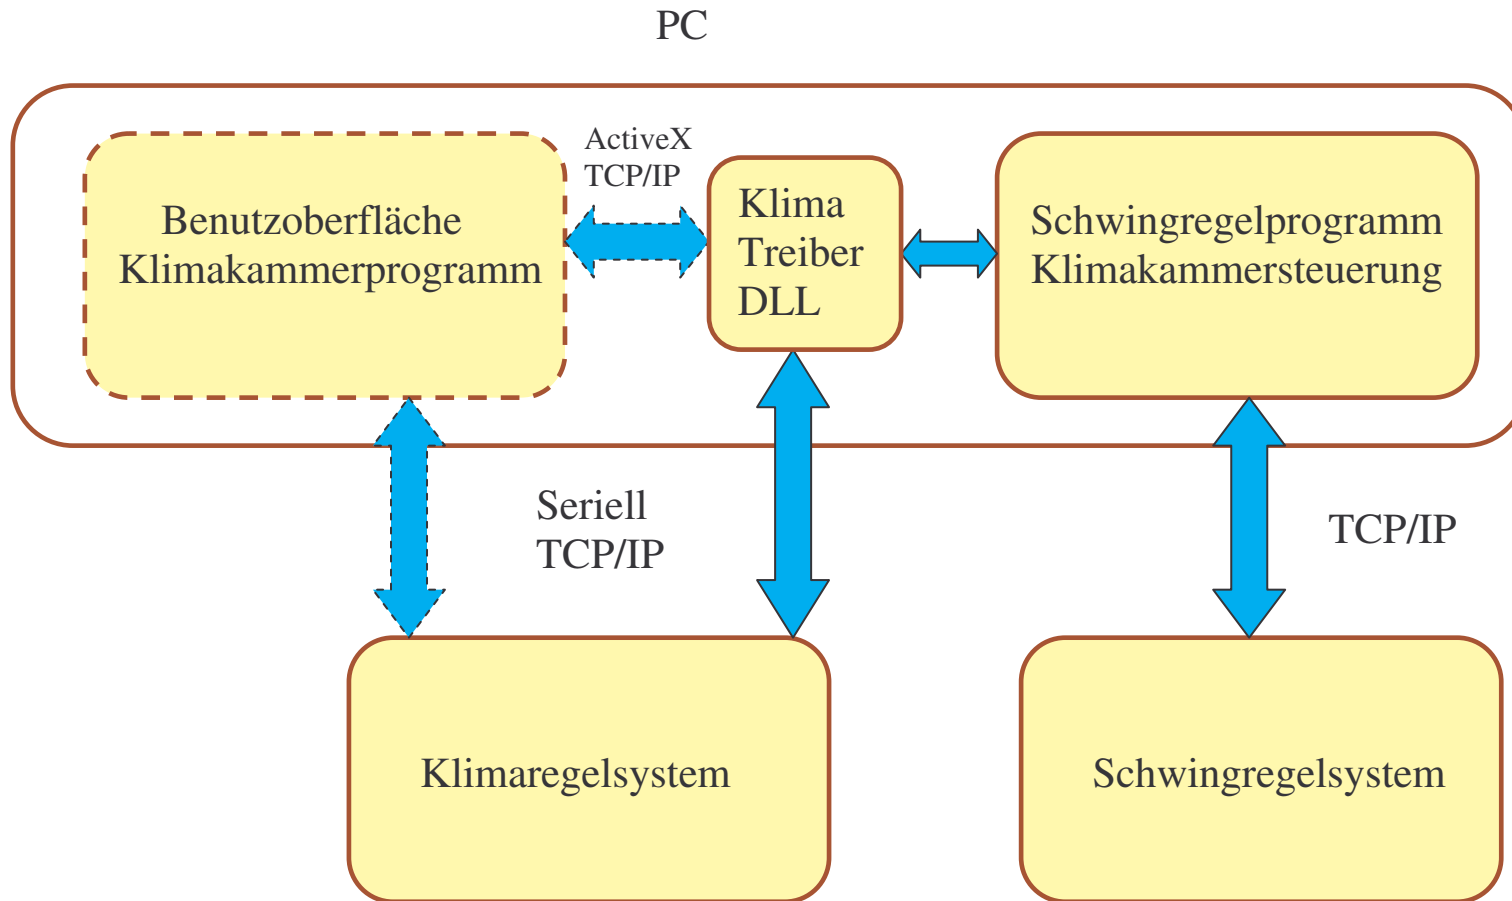 PC
Benutzoberfläche
Klimakammerprogramm
ActiveX
TCP/IP
Klima
Treiber
DLL
Schwingregelprogramm
Klimakammersteuerung
Seriell
TCP/IP
TCP/IP
Klimaregelsystem
Schwingregelsystem